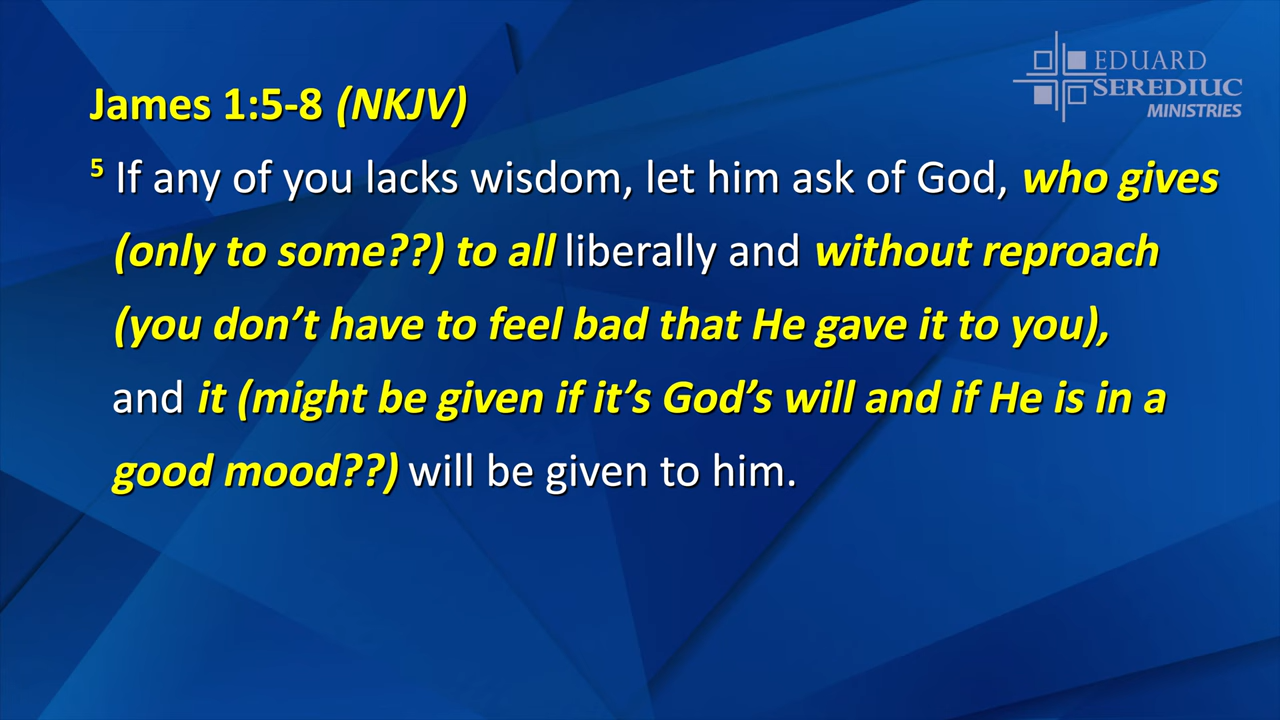 EDUARD
SEREDIUC
MINISTRIES
James 1:5-8 (NKJV)
5 If any of you lacks wisdom, let him ask of God, who gives
(only to some??) to all liberally and without reproach
(you don’t have to feel bad that He gave it to you),
and it (might be given if it’s God’s will and if He is in a
good mood??) will be given to him.